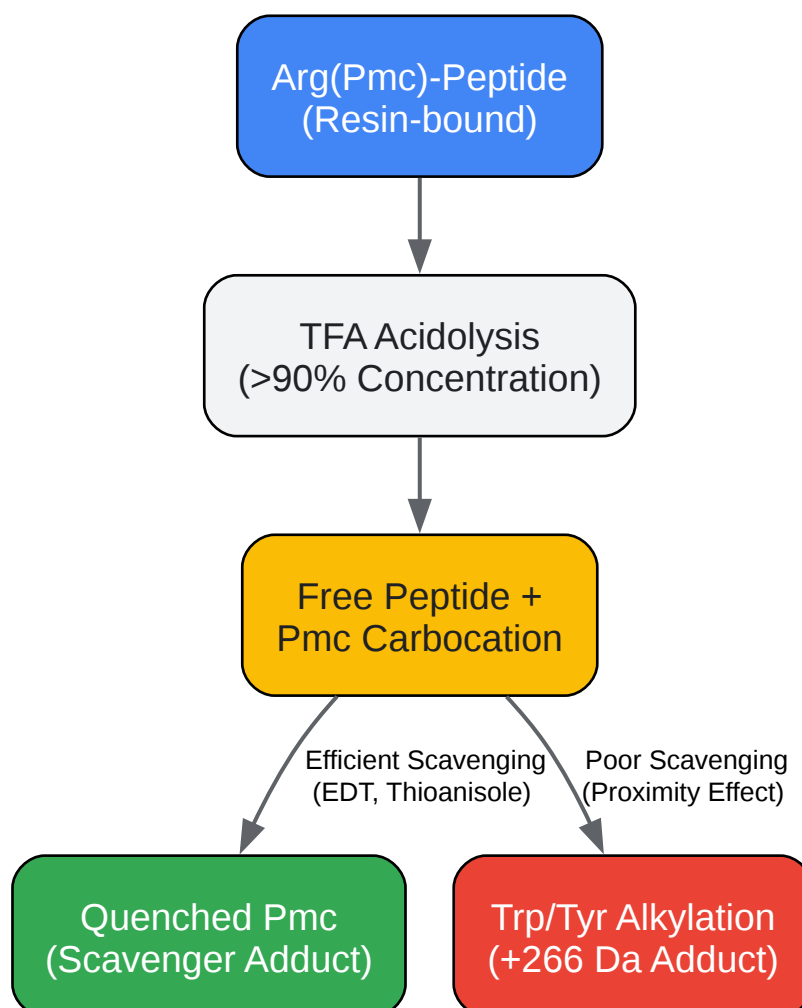 Arg(Pmc)-Peptide
(Resin-bound)
TFA Acidolysis
(>90% Concentration)
Free Peptide +
Pmc Carbocation
Efficient Scavenging
(EDT, Thioanisole)
Poor Scavenging
(Proximity Effect)
Quenched Pmc
(Scavenger Adduct)
Trp/Tyr Alkylation
(+266 Da Adduct)